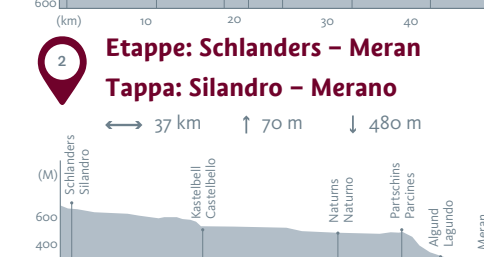 600
(km) 10 20 30 40
2
Etappe: Schlanders – Meran
Tappa: Silandro – Merano
37 km 70 m 480 m
(M)
Schlanders
Silandro
Kastelbell
Castelbello
Naturns
Naturno
Partschins
Parcines
Algund
Lagundo
Meran
600
400